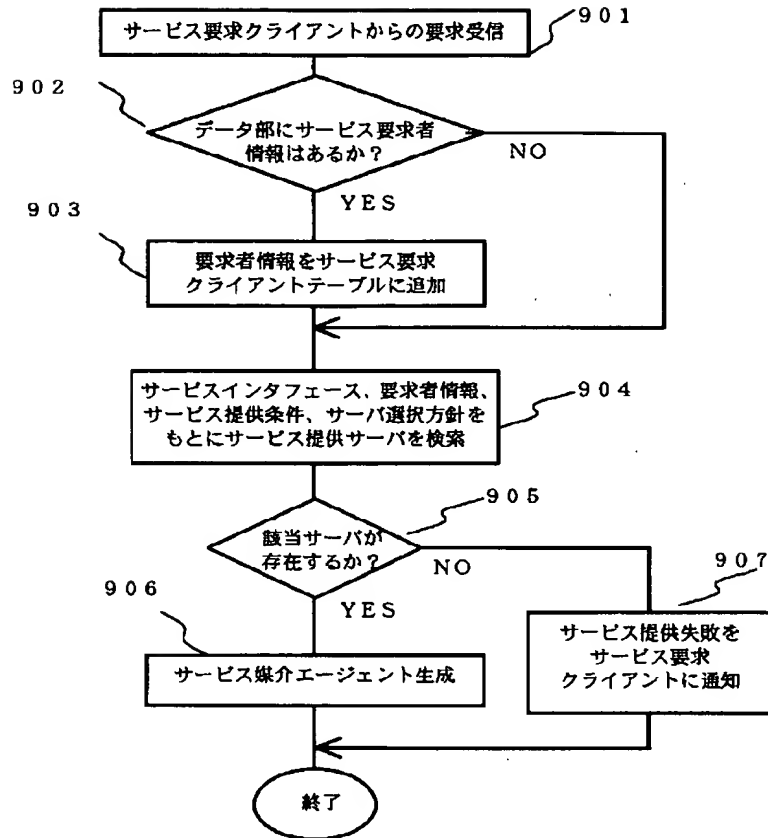 サービス要求クライアントからの要求受信
901
902
データ部にサービス要求者
情報はあるか？
NO
YES
903
要求者情報をサービス要求
クライアントテーブルに追加
サービスインタフェース、要求者情報、
サービス提供条件、サーバ選択方針を
もとにサービス提供サーバを検索
904
905
該当サーバが
存在するか？
NO
YES
906
907
サービス媒介エージェント生成
サービス提供失敗を
サービス要求
クライアントに通知
終了